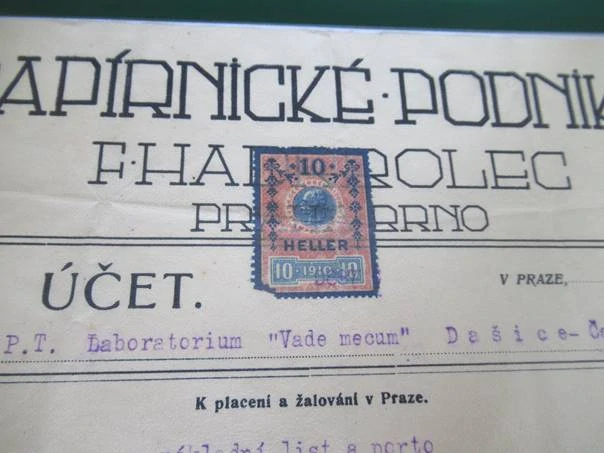 APÍRNICKÉ·PODNIK
F·HA ROLEC
PR BRNO
10
HELLER
10 1910 10
ÚČET.
V PRAZE,
P.T. Laboratorium "Vade mecum" Dašice-Č
K placení a žalování v Praze.
základní list a porto